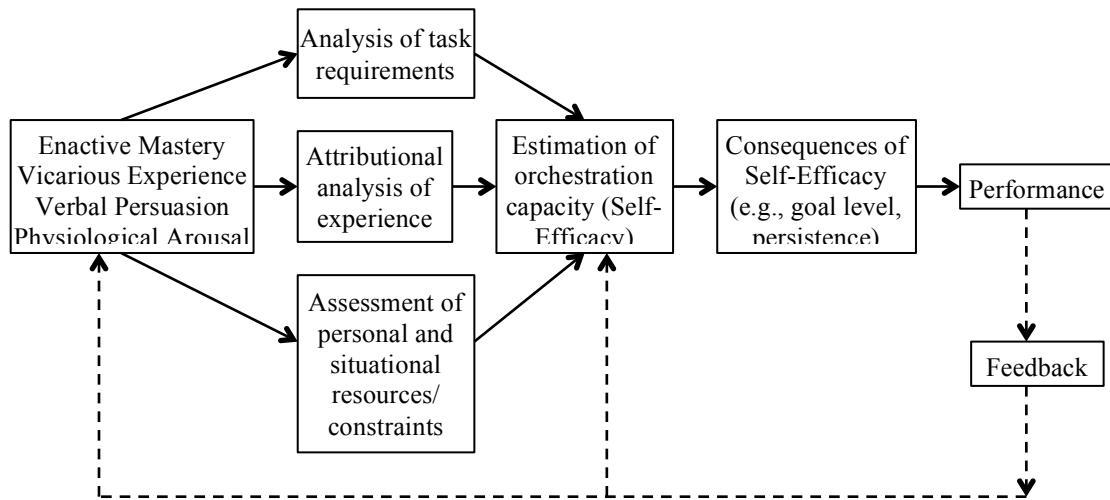 Analysis of task
requirements
Enactive Mastery
Vicarious Experience
Verbal Persuasion
Physiological Arousal
Attributional
analysis of
experience
Estimation of
orchestration
capacity (Self-
Efficacy)
Consequences of
Self-Efficacy
(e.g., goal level,
persistence)
Performance
Assessment of
personal and
situational
resources/
constraints
Feedback